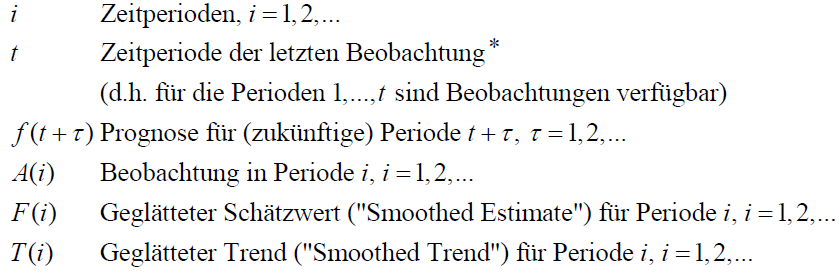 i Zeitperioden, i = 1, 2, ...
t Zeitperiode der letzten Beobachtung*
(d.h. für die Perioden 1,...,t sind Beobachtungen verfügbar)
f(t + τ) Prognose für (zukünftige) Periode t + τ, τ = 1, 2, ...
A(i) Beobachtung in Periode i, i = 1, 2, ...
F(i) Geglätteter Schätzwert ("Smoothed Estimate") für Periode i, i = 1, 2, ...
T(i) Geglätteter Trend ("Smoothed Trend") für Periode i, i = 1, 2, ...